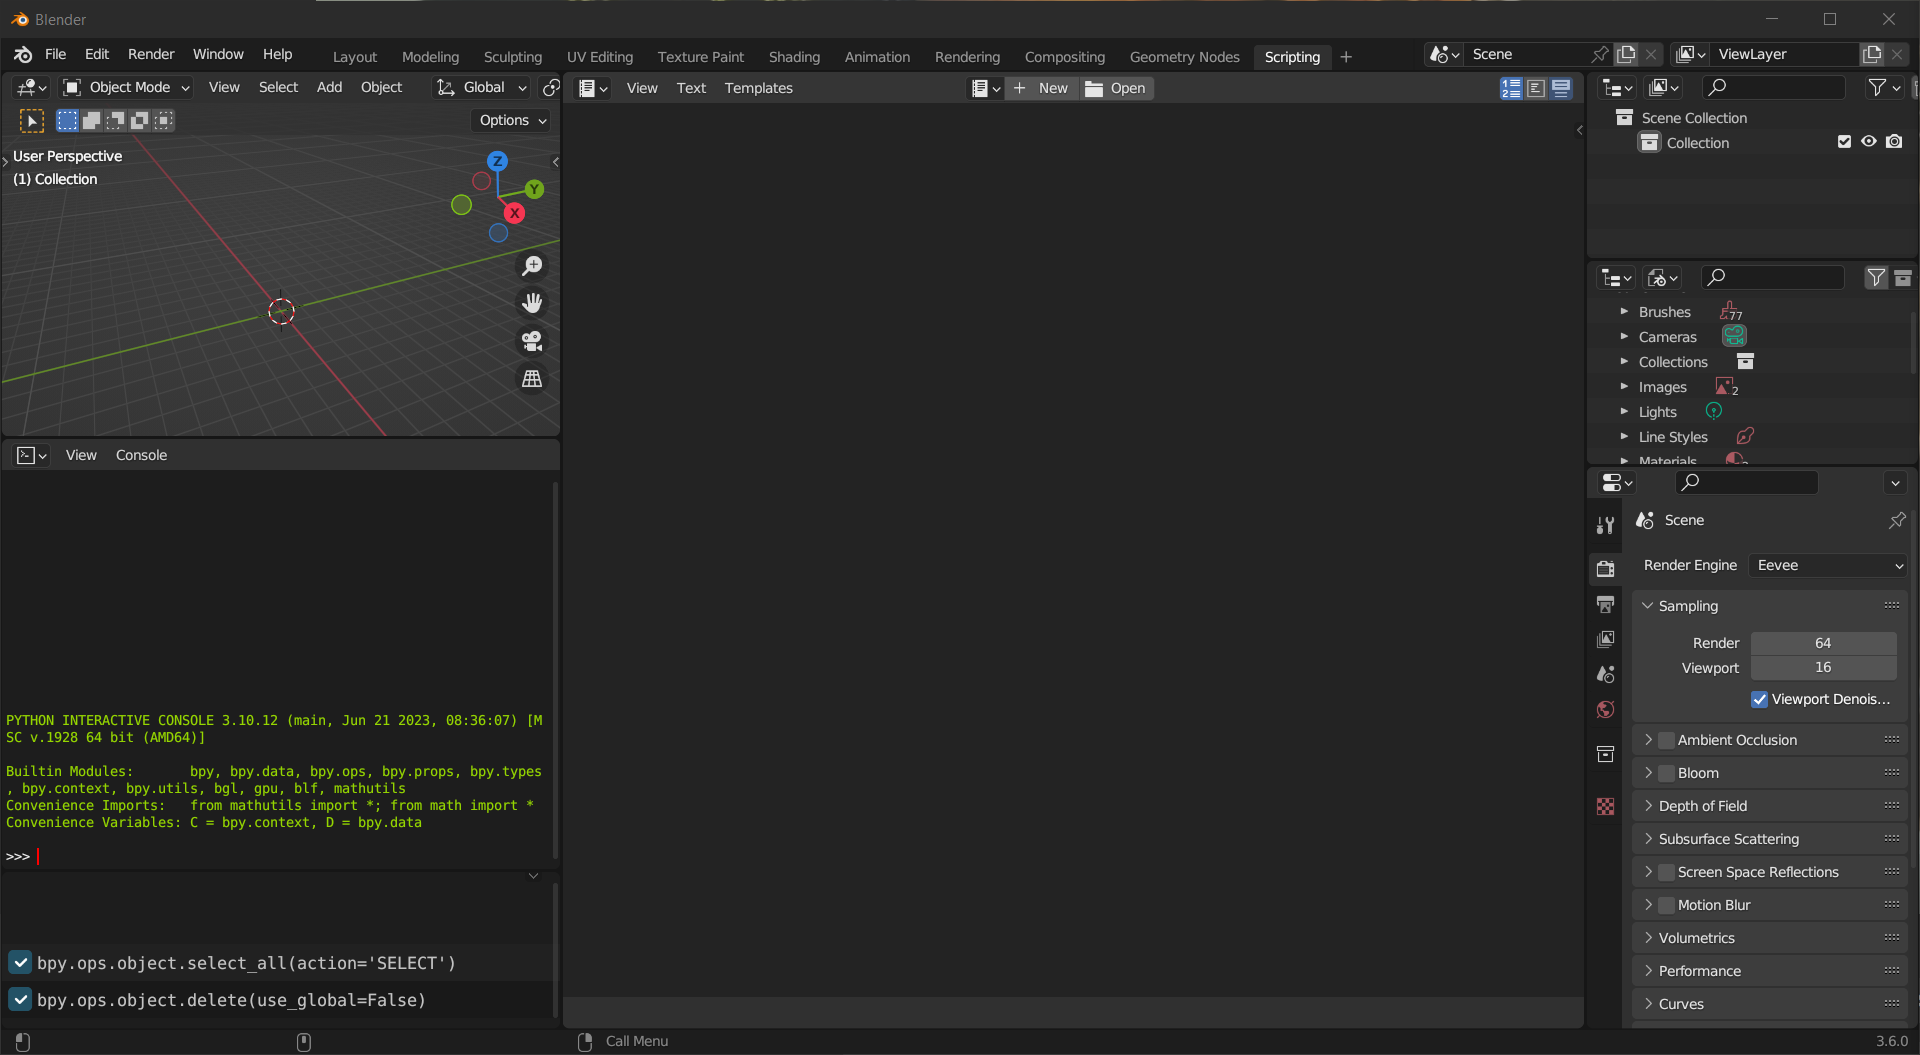 Blender
File Edit Render Window Help Layout Modeling Sculpting UV Editing Texture Paint Shading Animation Rendering Compositing Geometry Nodes Scripting + Scene ViewLayer
Object Mode View Select Add Object Global
Options
User Perspective
(1) Collection
Z
Y
X
View Console
PYTHON INTERACTIVE CONSOLE 3.10.12 (main, Jun 21 2023, 08:36:07) [M
SC v.1928 64 bit (AMD64)]
Builtin Modules: bpy, bpy.data, bpy.ops, bpy.props, bpy.types
, bpy.context, bpy.utils, bgl, gpu, blf, mathutils
Convenience Imports: from mathutils import *; from math import *
Convenience Variables: C = bpy.context, D = bpy.data
>>>
bpy.ops.object.select_all(action='SELECT')
bpy.ops.object.delete(use_global=False)
View Text Templates + New Open
Scene Collection
Collection
Brushes 77
Cameras
Collections
Images 2
Lights
Line Styles
Materials
Scene
Render Engine Eevee
Sampling
Render 64
Viewport 16
Viewport Denois...
Ambient Occlusion
Bloom
Depth of Field
Subsurface Scattering
Screen Space Reflections
Motion Blur
Volumetrics
Performance
Curves
Call Menu 3.6.0